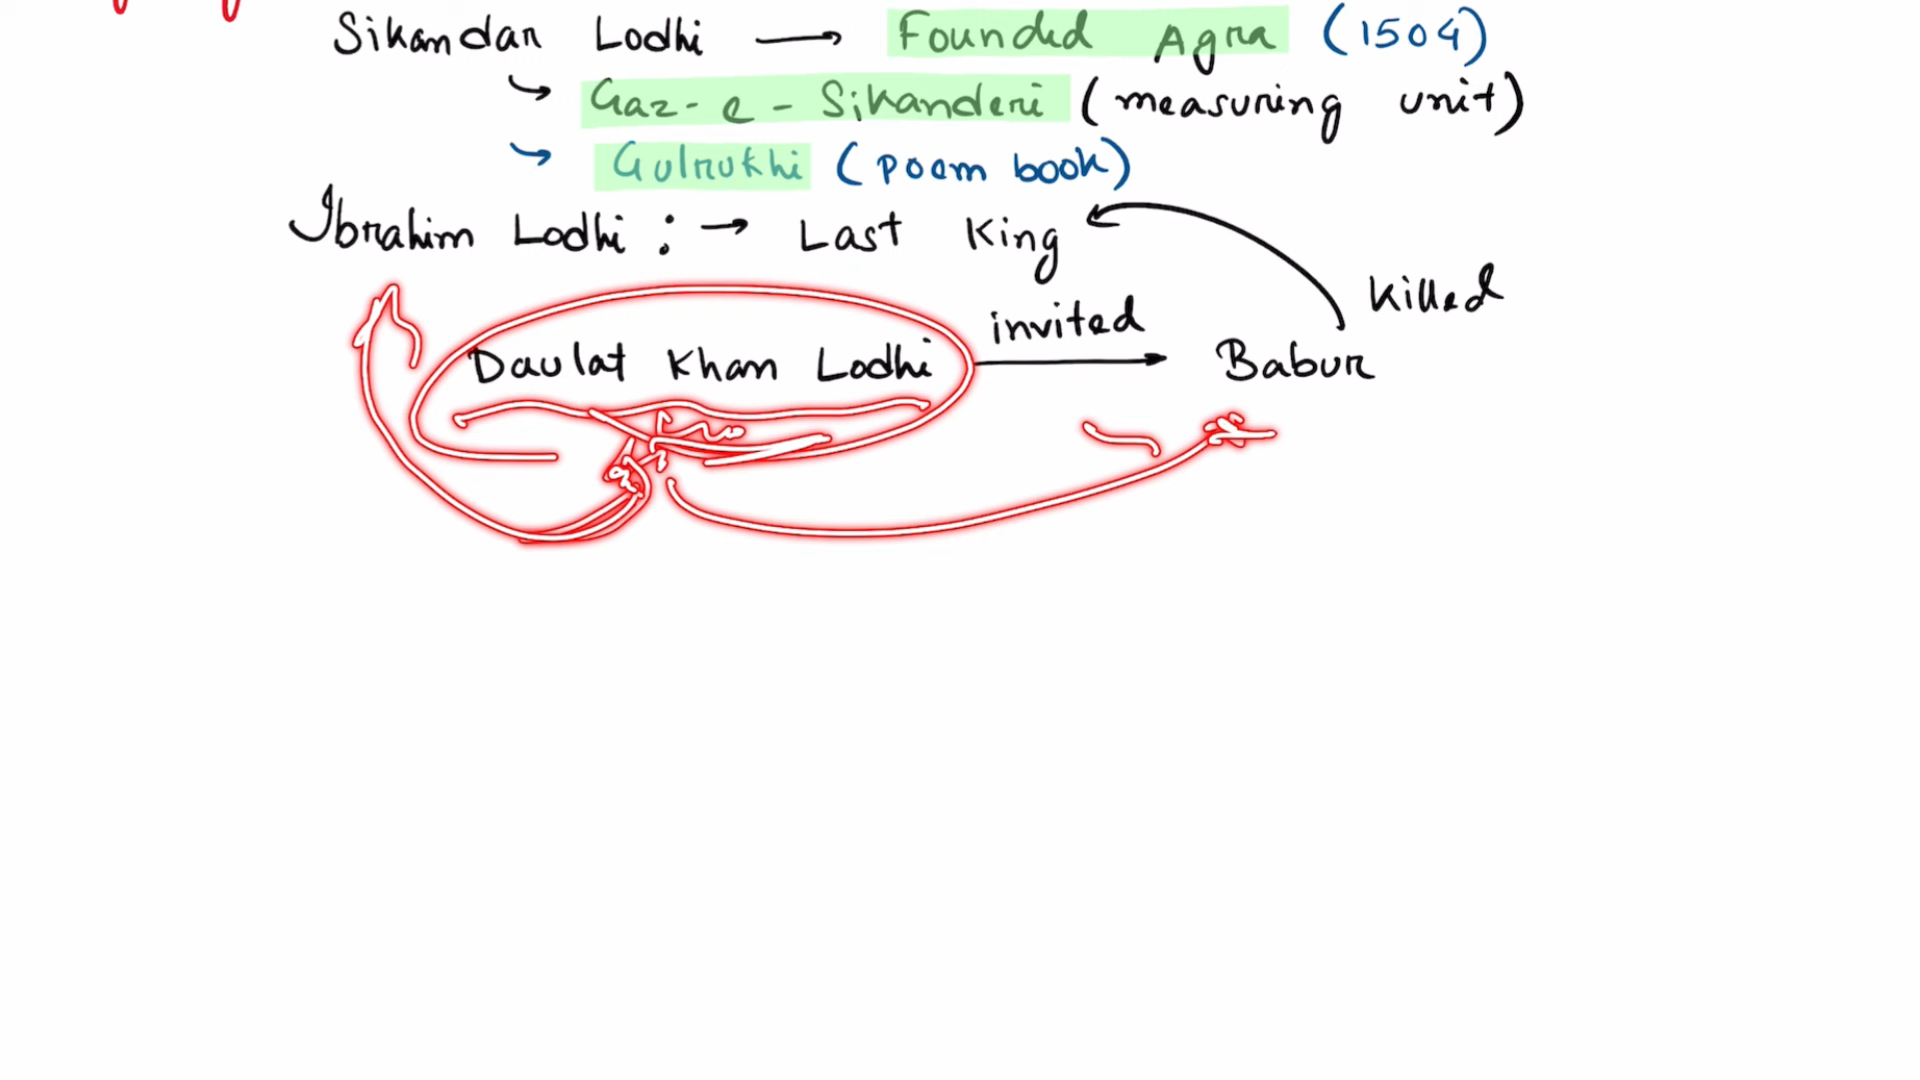 Sikandar Lodhi → Founded Agra (1504)
↪ Gaz-e-Sikanderi (measuring unit)
↪ Gulrukhi (poem book)
Ibrahim Lodhi : → Last King
killed
invited
Daulat Khan Lodhi → Babur